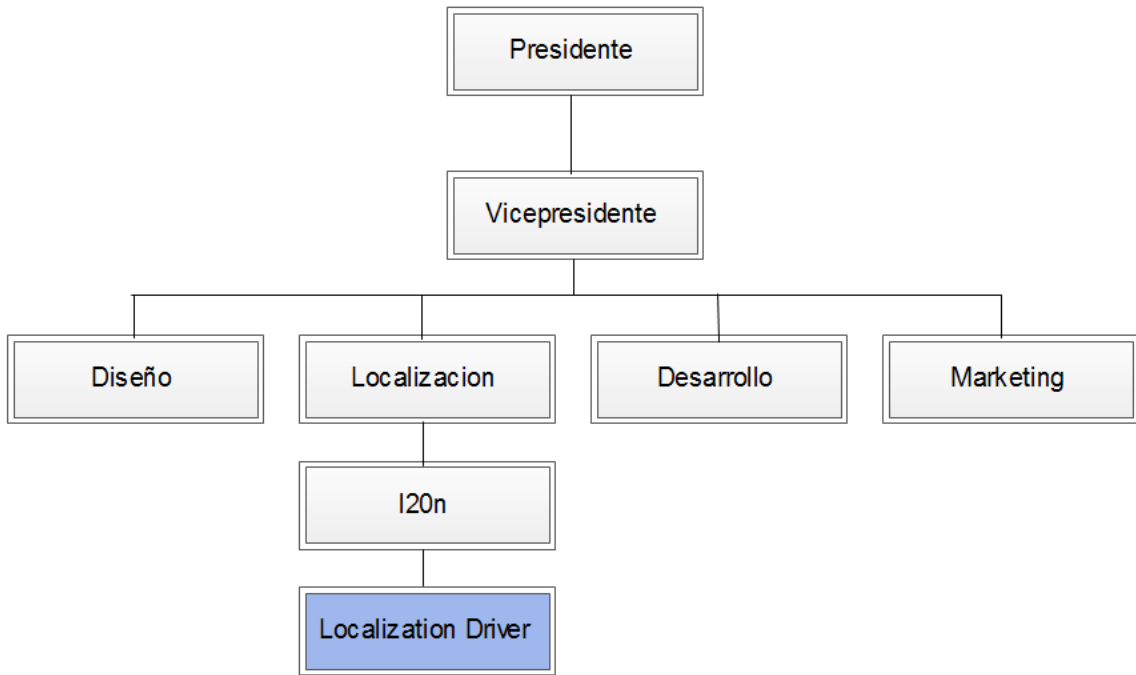 Presidente
Vicepresidente
Diseño
Localizacion
Desarrollo
Marketing
I20n
Localization Driver